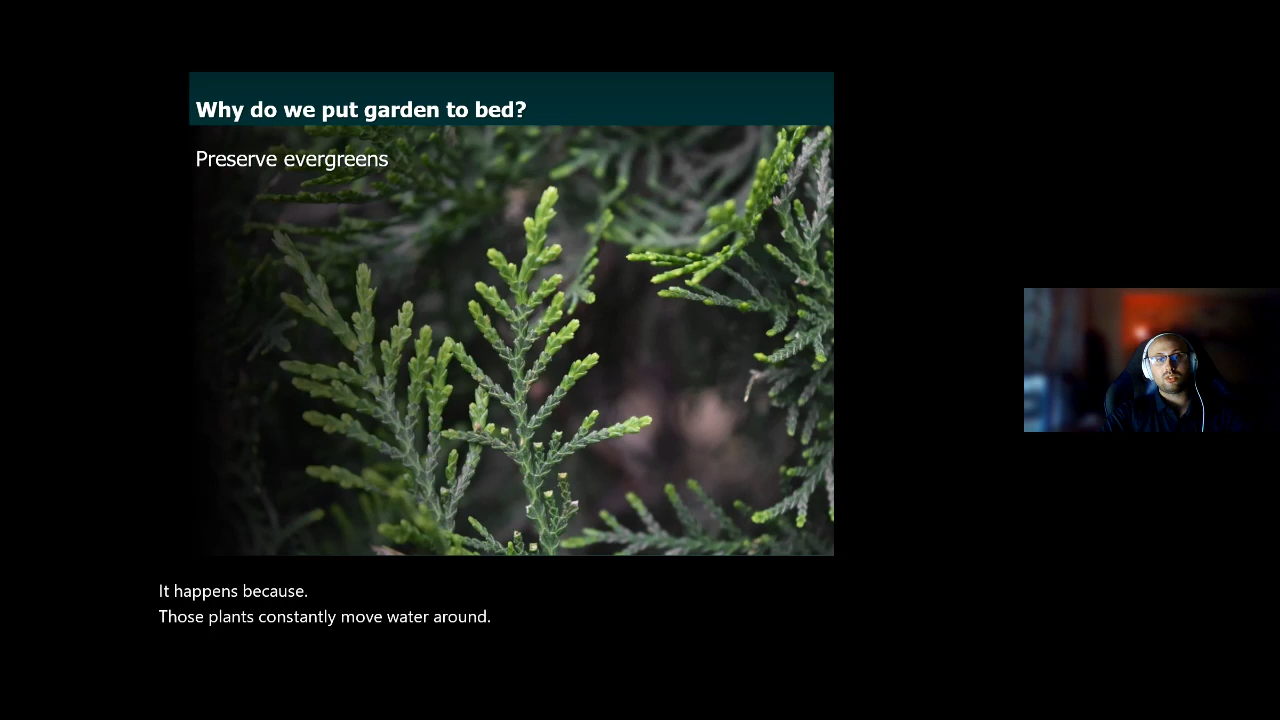 Why do we put garden to bed?
Preserve evergreens
It happens because.
Those plants constantly move water around.